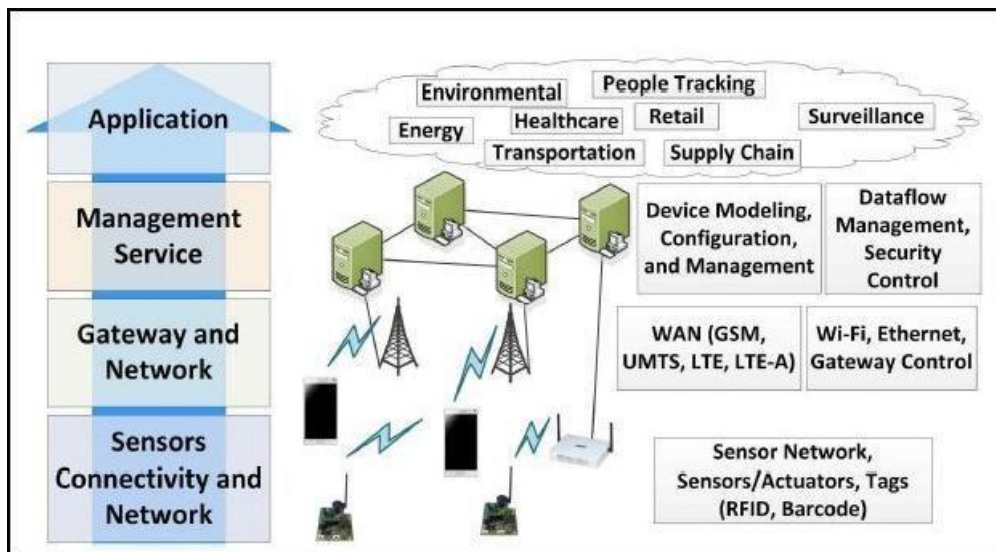 Application
Environmental
People Tracking
Energy
Healthcare
Retail
Surveillance
Transportation
Supply Chain
Management
Service
Device Modeling,
Configuration,
and Management
Dataflow
Management,
Security
Control
Gateway and
Network
WAN (GSM,
UMTS, LTE, LTE-A)
Wi-Fi, Ethernet,
Gateway Control
Sensors
Connectivity and
Network
Sensor Network,
Sensors/Actuators, Tags
(RFID, Barcode)